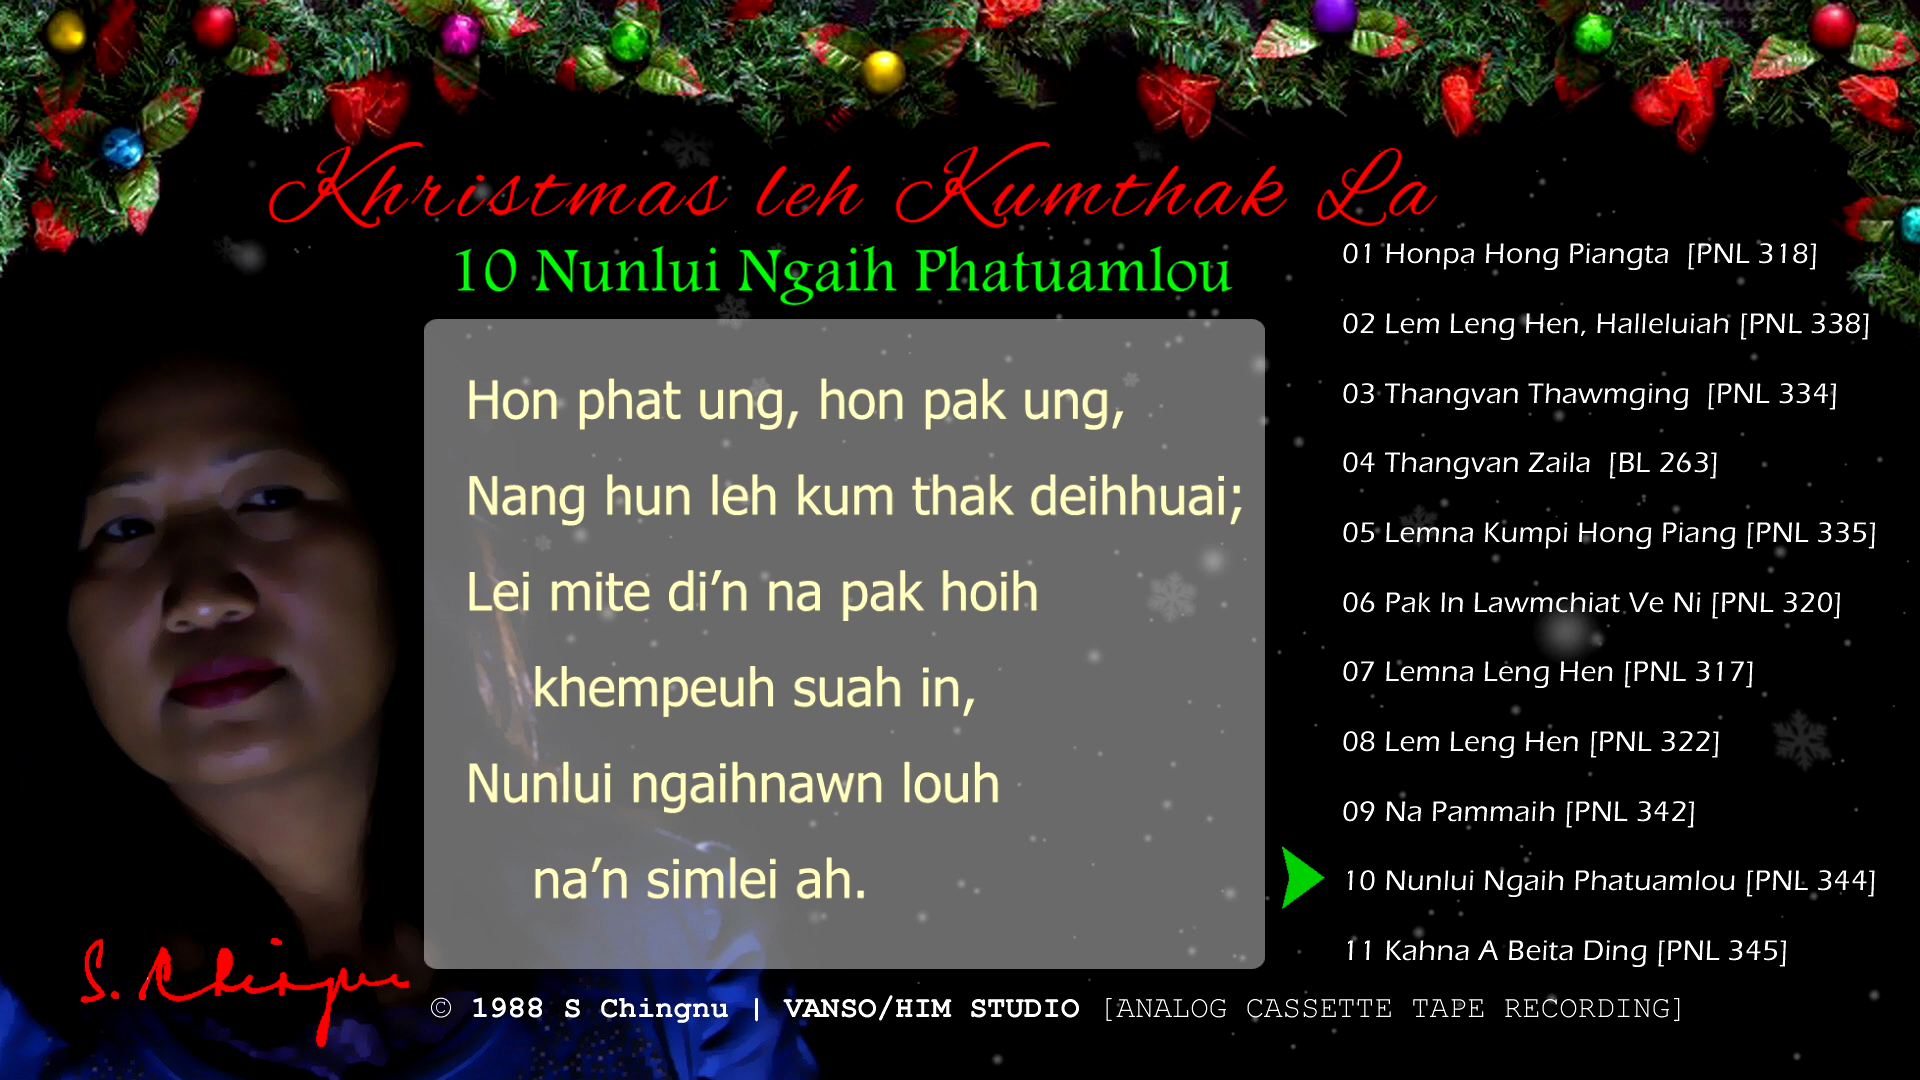 Khristmas leh Kumthak La
10 Nunlui Ngaih Phatuamlou
Hon phat ung, hon pak ung,
Nang hun leh kum thak deihhuai;
Lei mite di’n na pak hoih
khempeuh suah in,
Nunlui ngaihnawn louh
na’n simlei ah.
01 Honpa Hong Piangta [PNL 318]
02 Lem Leng Hen, Halleluiah [PNL 338]
03 Thangvan Thawmging [PNL 334]
04 Thangvan Zaila [BL 263]
05 Lemna Kumpi Hong Piang [PNL 335]
06 Pak In Lawmchiat Ve Ni [PNL 320]
07 Lemna Leng Hen [PNL 317]
08 Lem Leng Hen [PNL 322]
09 Na Pammaih [PNL 342]
10 Nunlui Ngaih Phatuamlou [PNL 344]
11 Kahna A Beita Ding [PNL 345]
S. Chingnu
© 1988 S Chingnu | VANSO/HIM STUDIO [ANALOG CASSETTE TAPE RECORDING]